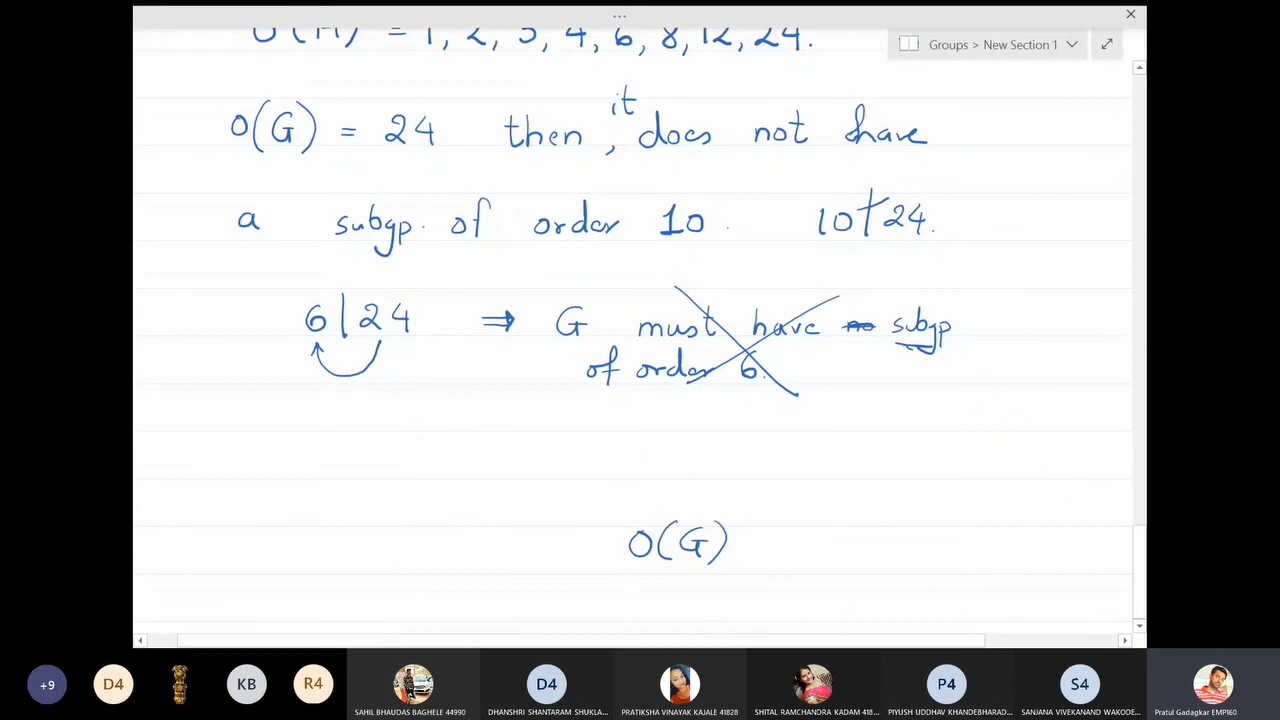 O(H) = 1, 2, 3, 4, 6, 8, 12, 24.
Groups > New Section 1
it
O(G) = 24 then, does not have
a subgp. of order 10. 10∤24.
6|24 ⇒ G must have no subgp
of order 6.
O(G)
+9
D4
KB
R4
D4
P4
S4
SAHIL BHAUDAS BAGHELE 44990
DHANSHRI SHANTARAM SHUKLA...
PRATIKSHA VINAYAK KAJALE 41828
SHITAL RAMCHANDRA KADAM 418...
PIYUSH UDDHAV KHANDEBHARAD...
SANJANA VIVEKANAND WAKODE...
Pratul Gadagkar EMP160